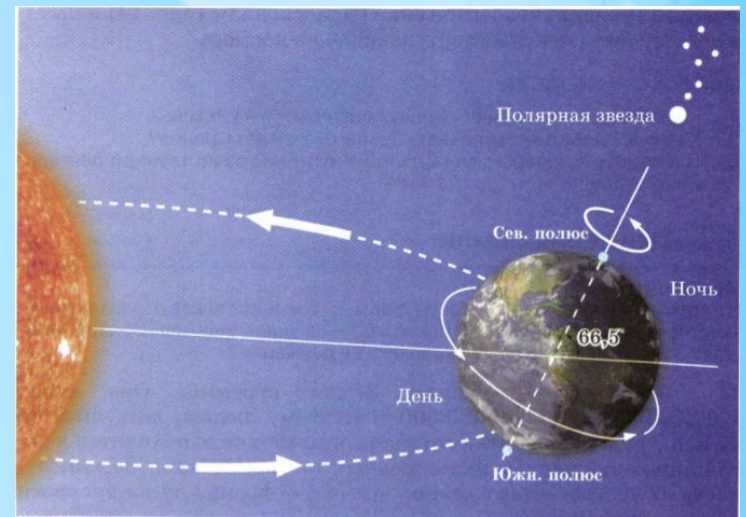 Полярная звезда
Сев. полюс
Ночь
66,5°
День
Южн. полюс